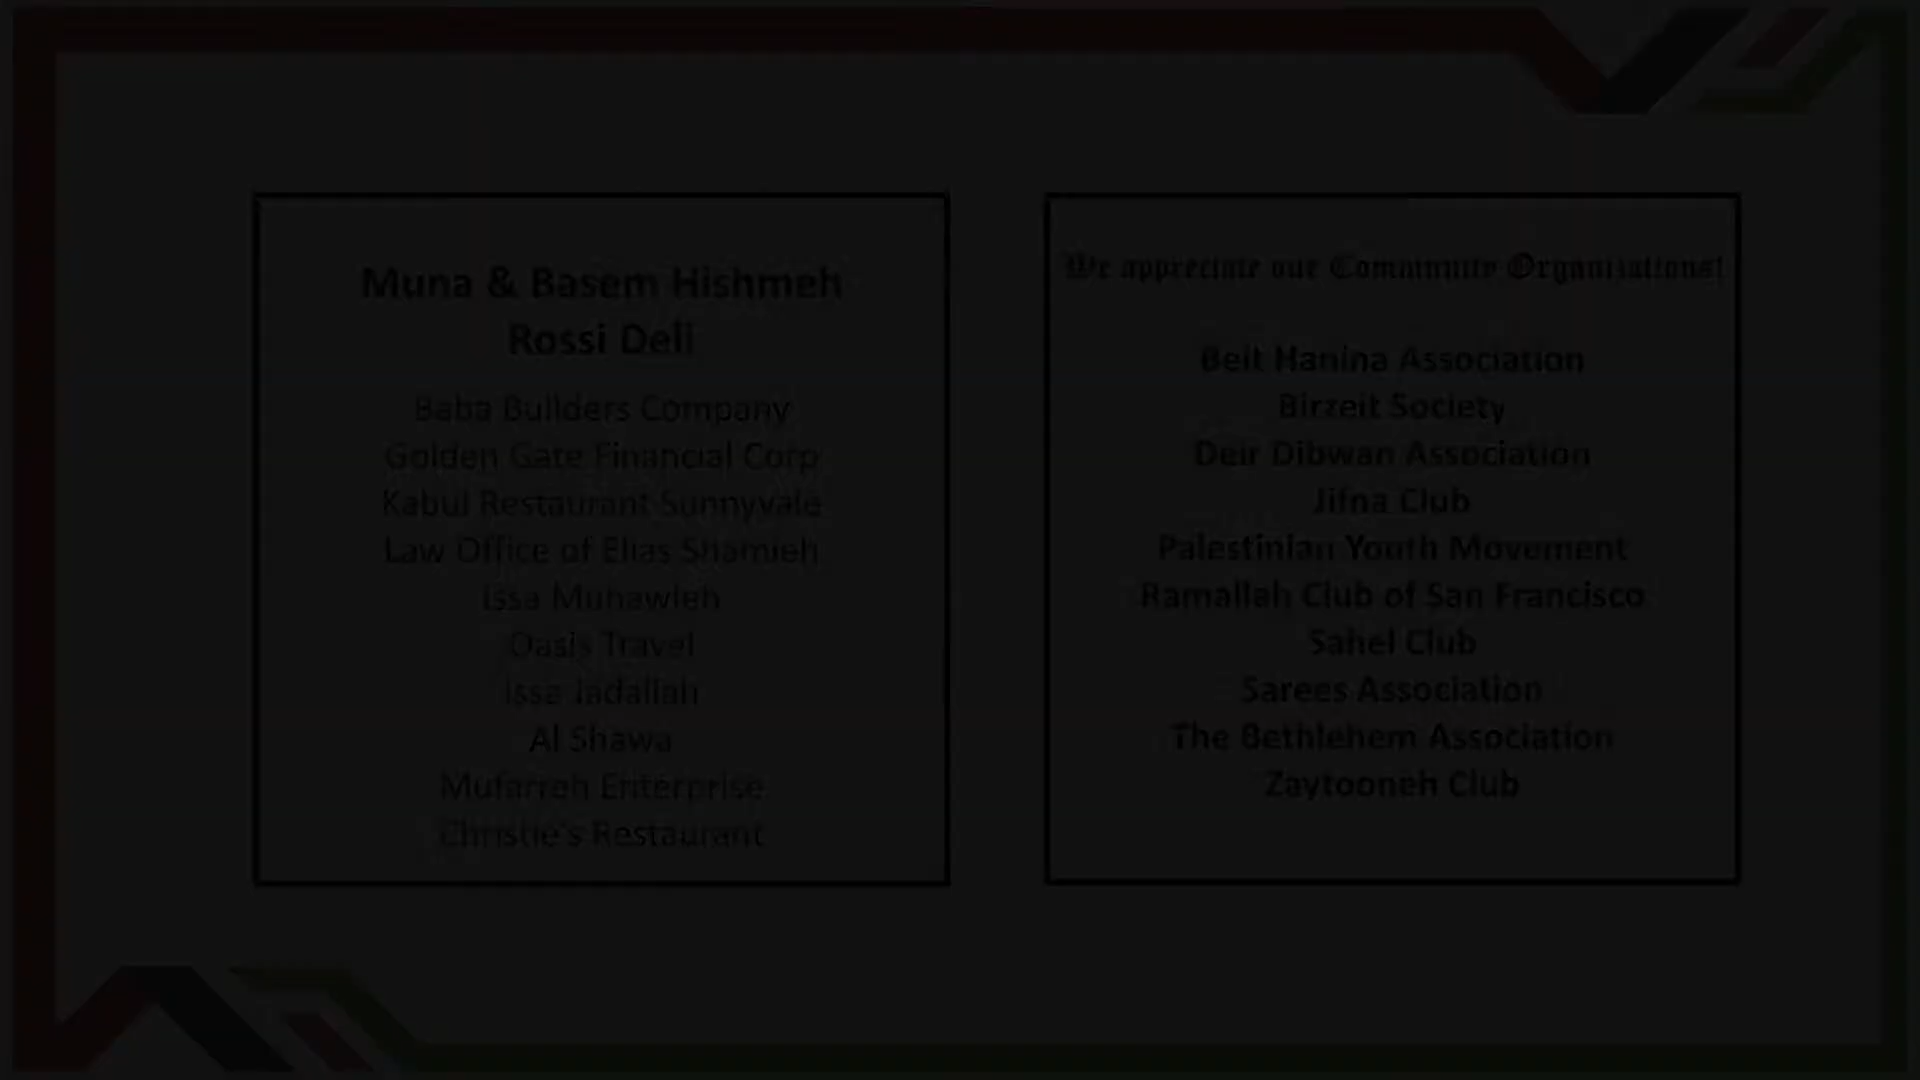 Muna & Basem Hishmeh
Rossi Deli
Baba Builders Company
Golden Gate Financial Corp
Kabul Restaurant Sunnyvale
Law Office of Elias Shamieh
Issa Muhawieh
Oasis Travel
Issa Jadallah
Al Shawa
Mufarreh Enterprise
Christie's Restaurant
We appreciate our Community Organizations!
Beit Hanina Association
Birzeit Society
Deir Dibwan Association
Jifna Club
Palestinian Youth Movement
Ramallah Club of San Francisco
Sahel Club
Sarees Association
The Bethlehem Association
Zaytooneh Club